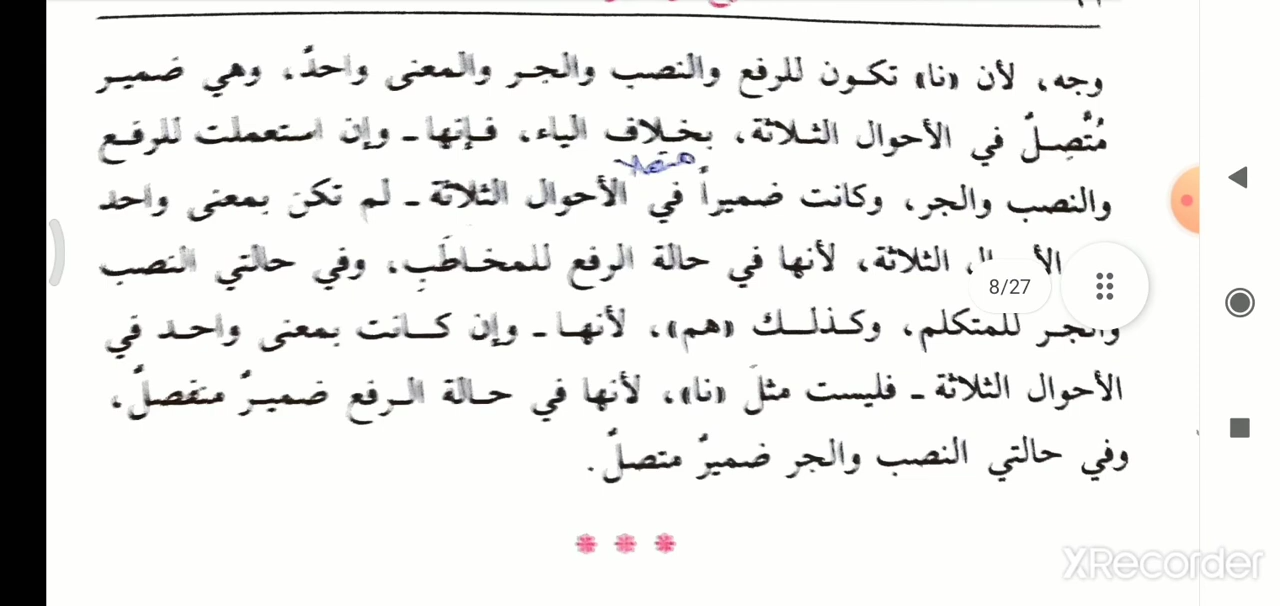 وجه، لأن «نا» تكون للرفع والنصب والجر والمعنى واحدٌ، وهي ضمير
مُتَّصِلٌ في الأحوال الثلاثة، بخلاف الياء، فإنها - وإن استعملت للرفع
متصلا
والنصب والجر، وكانت ضميراً في الأحوال الثلاثة - لم تكن بمعنى واحد
الثلاثة، لأنها في حالة الرفع للمخاطَبِ، وفي حالتي النصب
8/27
والجر للمتكلم، وكذلك «هم»، لأنها - وإن كانت بمعنى واحد في
الأحوال الثلاثة - فليست مثلَ «نا»، لأنها في حالة الرفع ضميرٌ منفصلٌ،
وفي حالتي النصب والجر ضميرٌ متصلٌ.
XRecorder